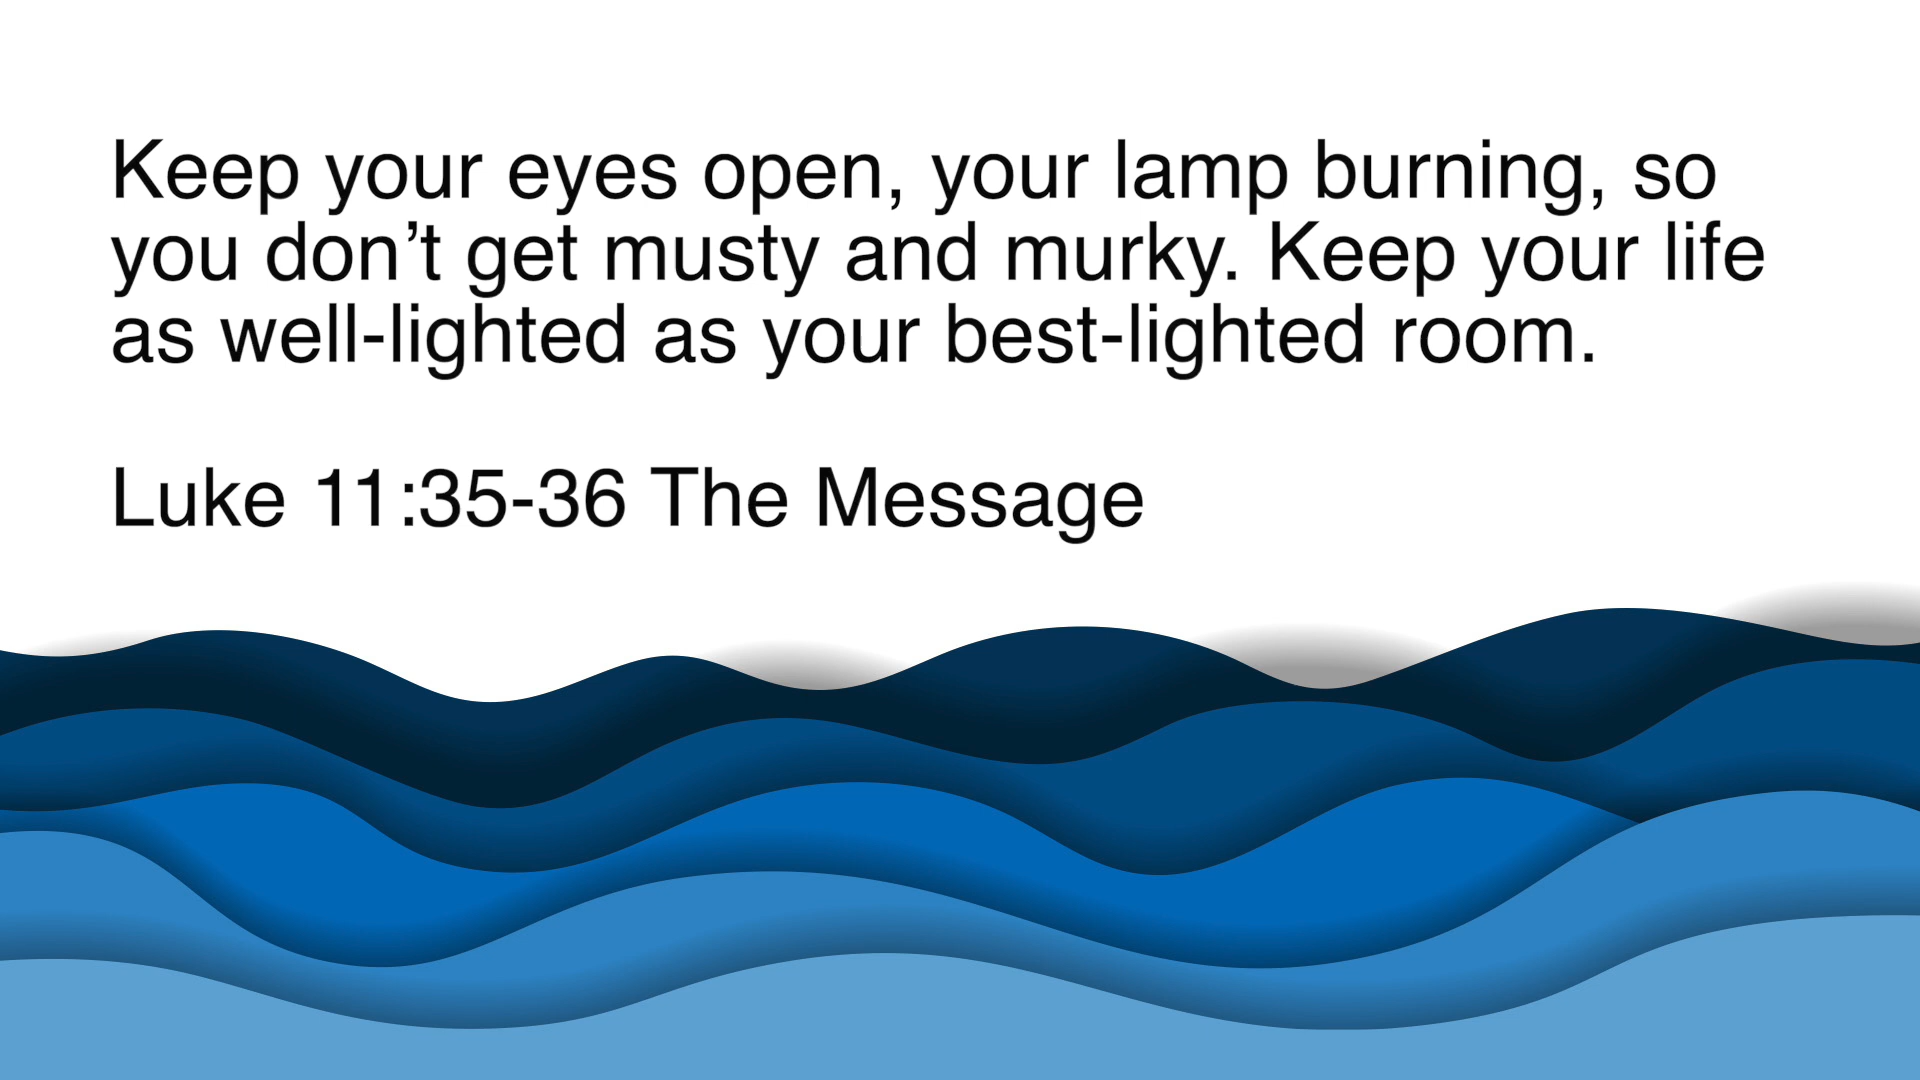 Keep your eyes open, your lamp burning, so
you don’t get musty and murky. Keep your life
as well-lighted as your best-lighted room.
Luke 11:35-36 The Message